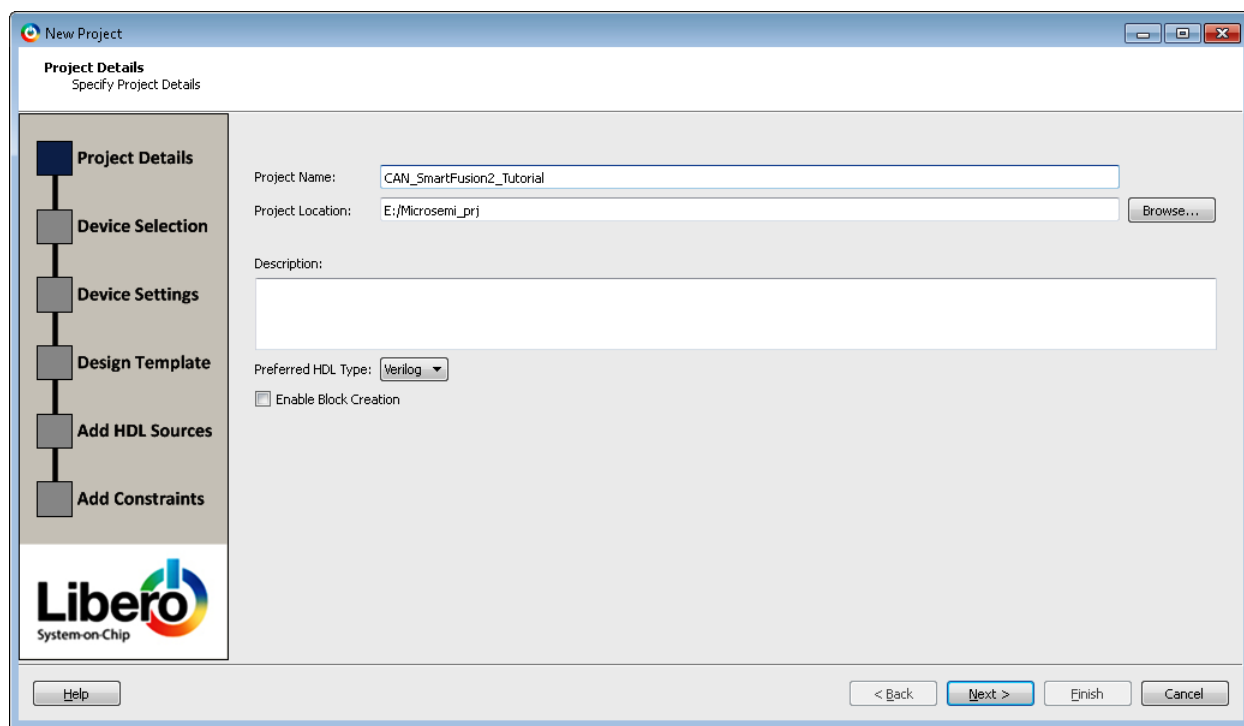 New Project
Project Details
Specify Project Details
Project Details
Device Selection
Device Settings
Design Template
Add HDL Sources
Add Constraints
Libero
System-on-Chip
Project Name: CAN_SmartFusion2_Tutorial
Project Location: E:/Microsemi_prj Browse...
Description:
Preferred HDL Type: Verilog
Enable Block Creation
Help < Back Next > Finish Cancel